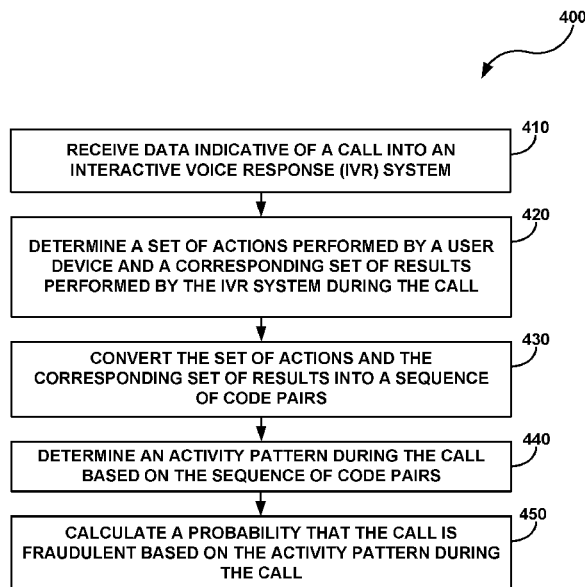 400
410
RECEIVE DATA INDICATIVE OF A CALL INTO AN
INTERACTIVE VOICE RESPONSE (IVR) SYSTEM
420
DETERMINE A SET OF ACTIONS PERFORMED BY A USER
DEVICE AND A CORRESPONDING SET OF RESULTS
PERFORMED BY THE IVR SYSTEM DURING THE CALL
430
CONVERT THE SET OF ACTIONS AND THE
CORRESPONDING SET OF RESULTS INTO A SEQUENCE
OF CODE PAIRS
440
DETERMINE AN ACTIVITY PATTERN DURING THE CALL
BASED ON THE SEQUENCE OF CODE PAIRS
450
CALCULATE A PROBABILITY THAT THE CALL IS
FRAUDULENT BASED ON THE ACTIVITY PATTERN DURING
THE CALL